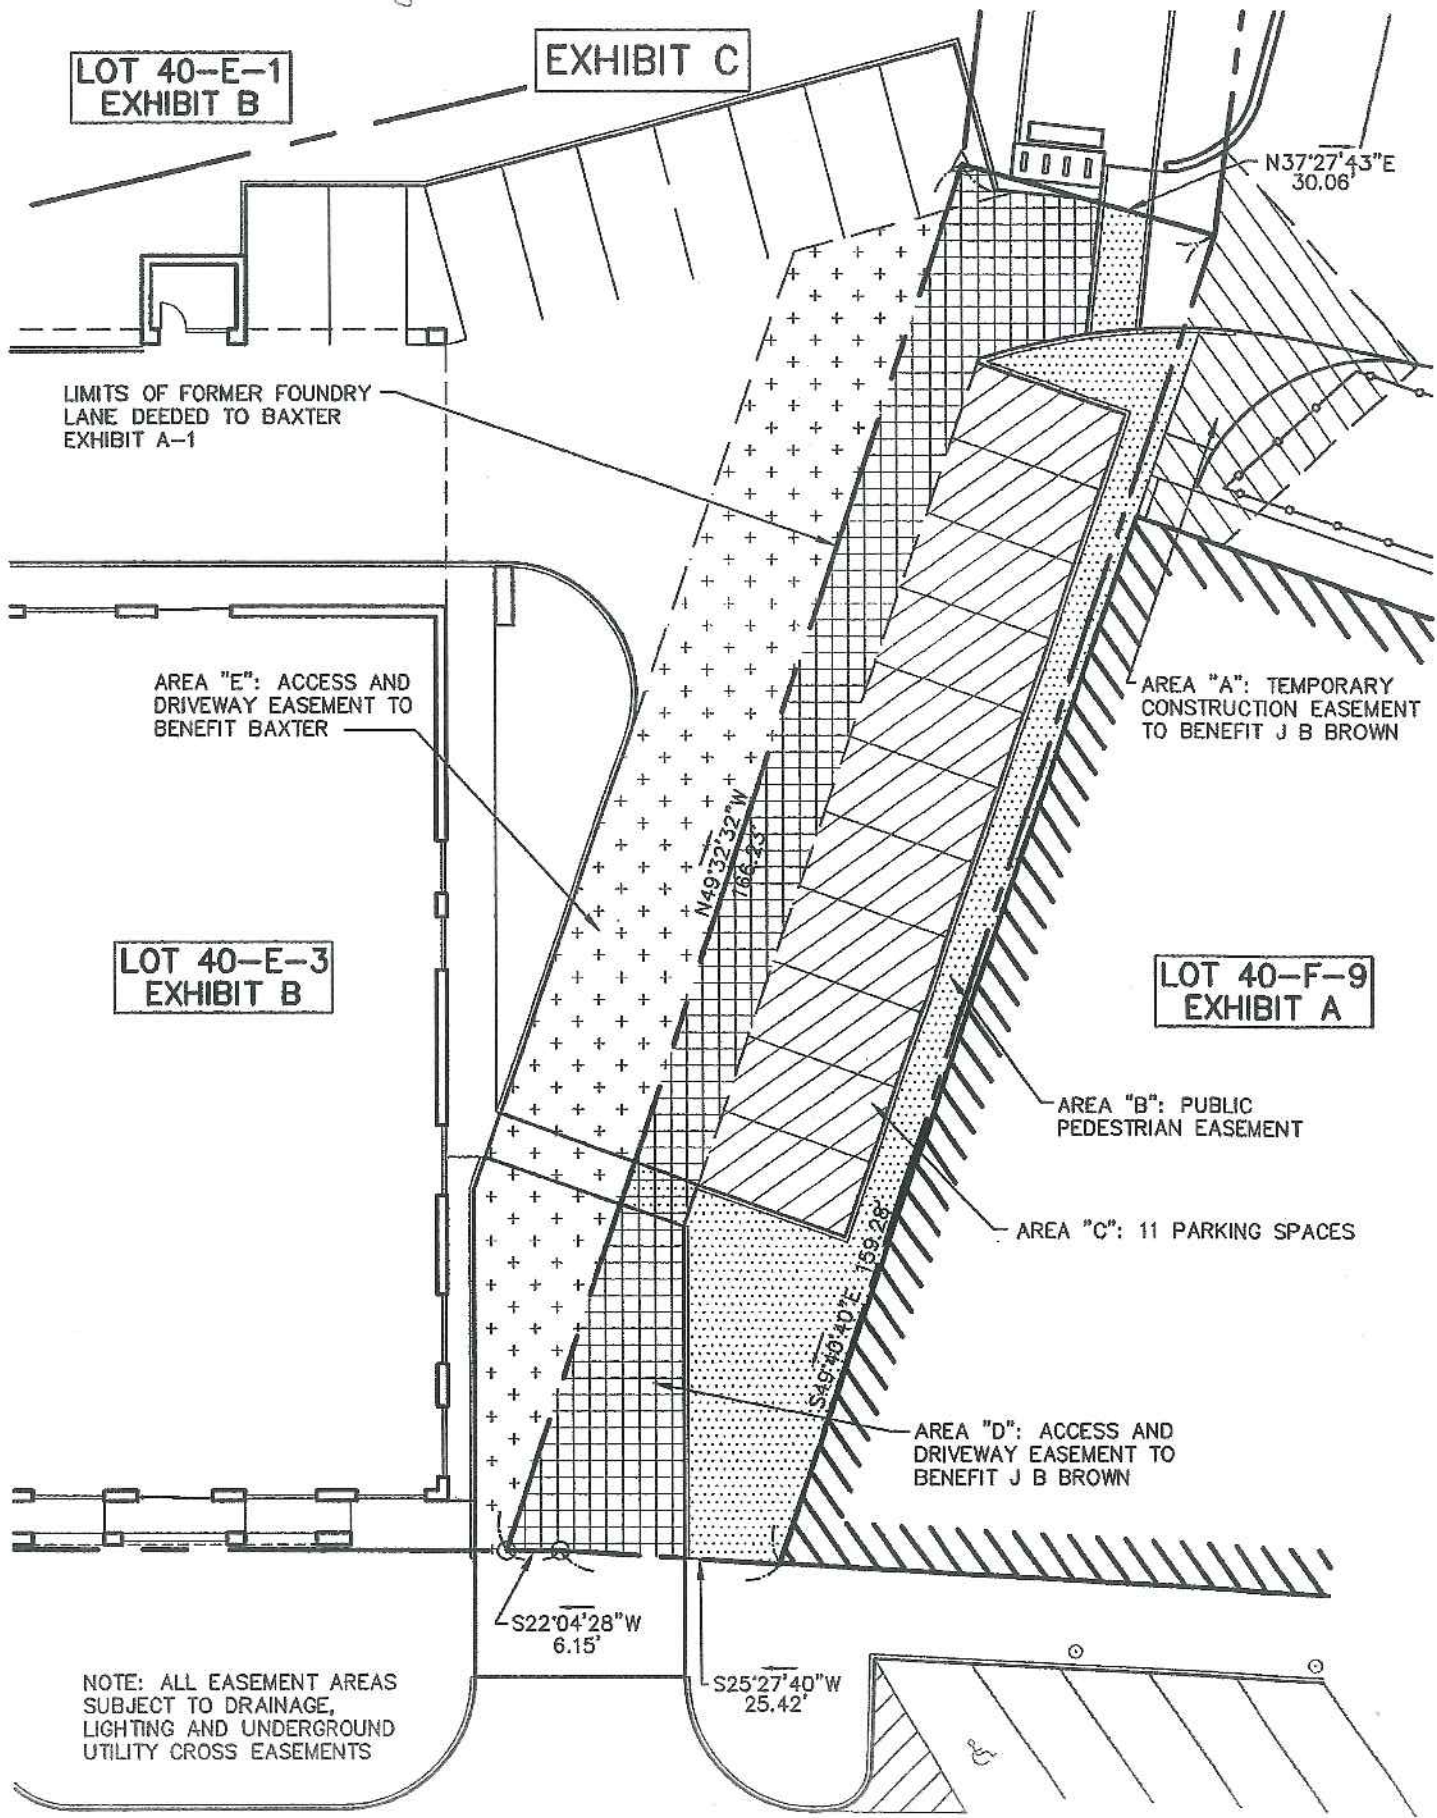 EXHIBIT C
LOT 40-E-1
EXHIBIT B
N37°27'43"E
30.06'
LIMITS OF FORMER FOUNDRY
LANE DEEDED TO BAXTER
EXHIBIT A-1
AREA "E": ACCESS AND
DRIVEWAY EASEMENT TO
BENEFIT BAXTER
AREA "A": TEMPORARY
CONSTRUCTION EASEMENT
TO BENEFIT J B BROWN
N49°32'32"W
166.23'
LOT 40-E-3
EXHIBIT B
LOT 40-F-9
EXHIBIT A
AREA "B": PUBLIC
PEDESTRIAN EASEMENT
AREA "C": 11 PARKING SPACES
S49°40'40"E 159.28'
AREA "D": ACCESS AND
DRIVEWAY EASEMENT TO
BENEFIT J B BROWN
S22°04'28"W
6.15'
S25°27'40"W
25.42'
NOTE: ALL EASEMENT AREAS
SUBJECT TO DRAINAGE,
LIGHTING AND UNDERGROUND
UTILITY CROSS EASEMENTS